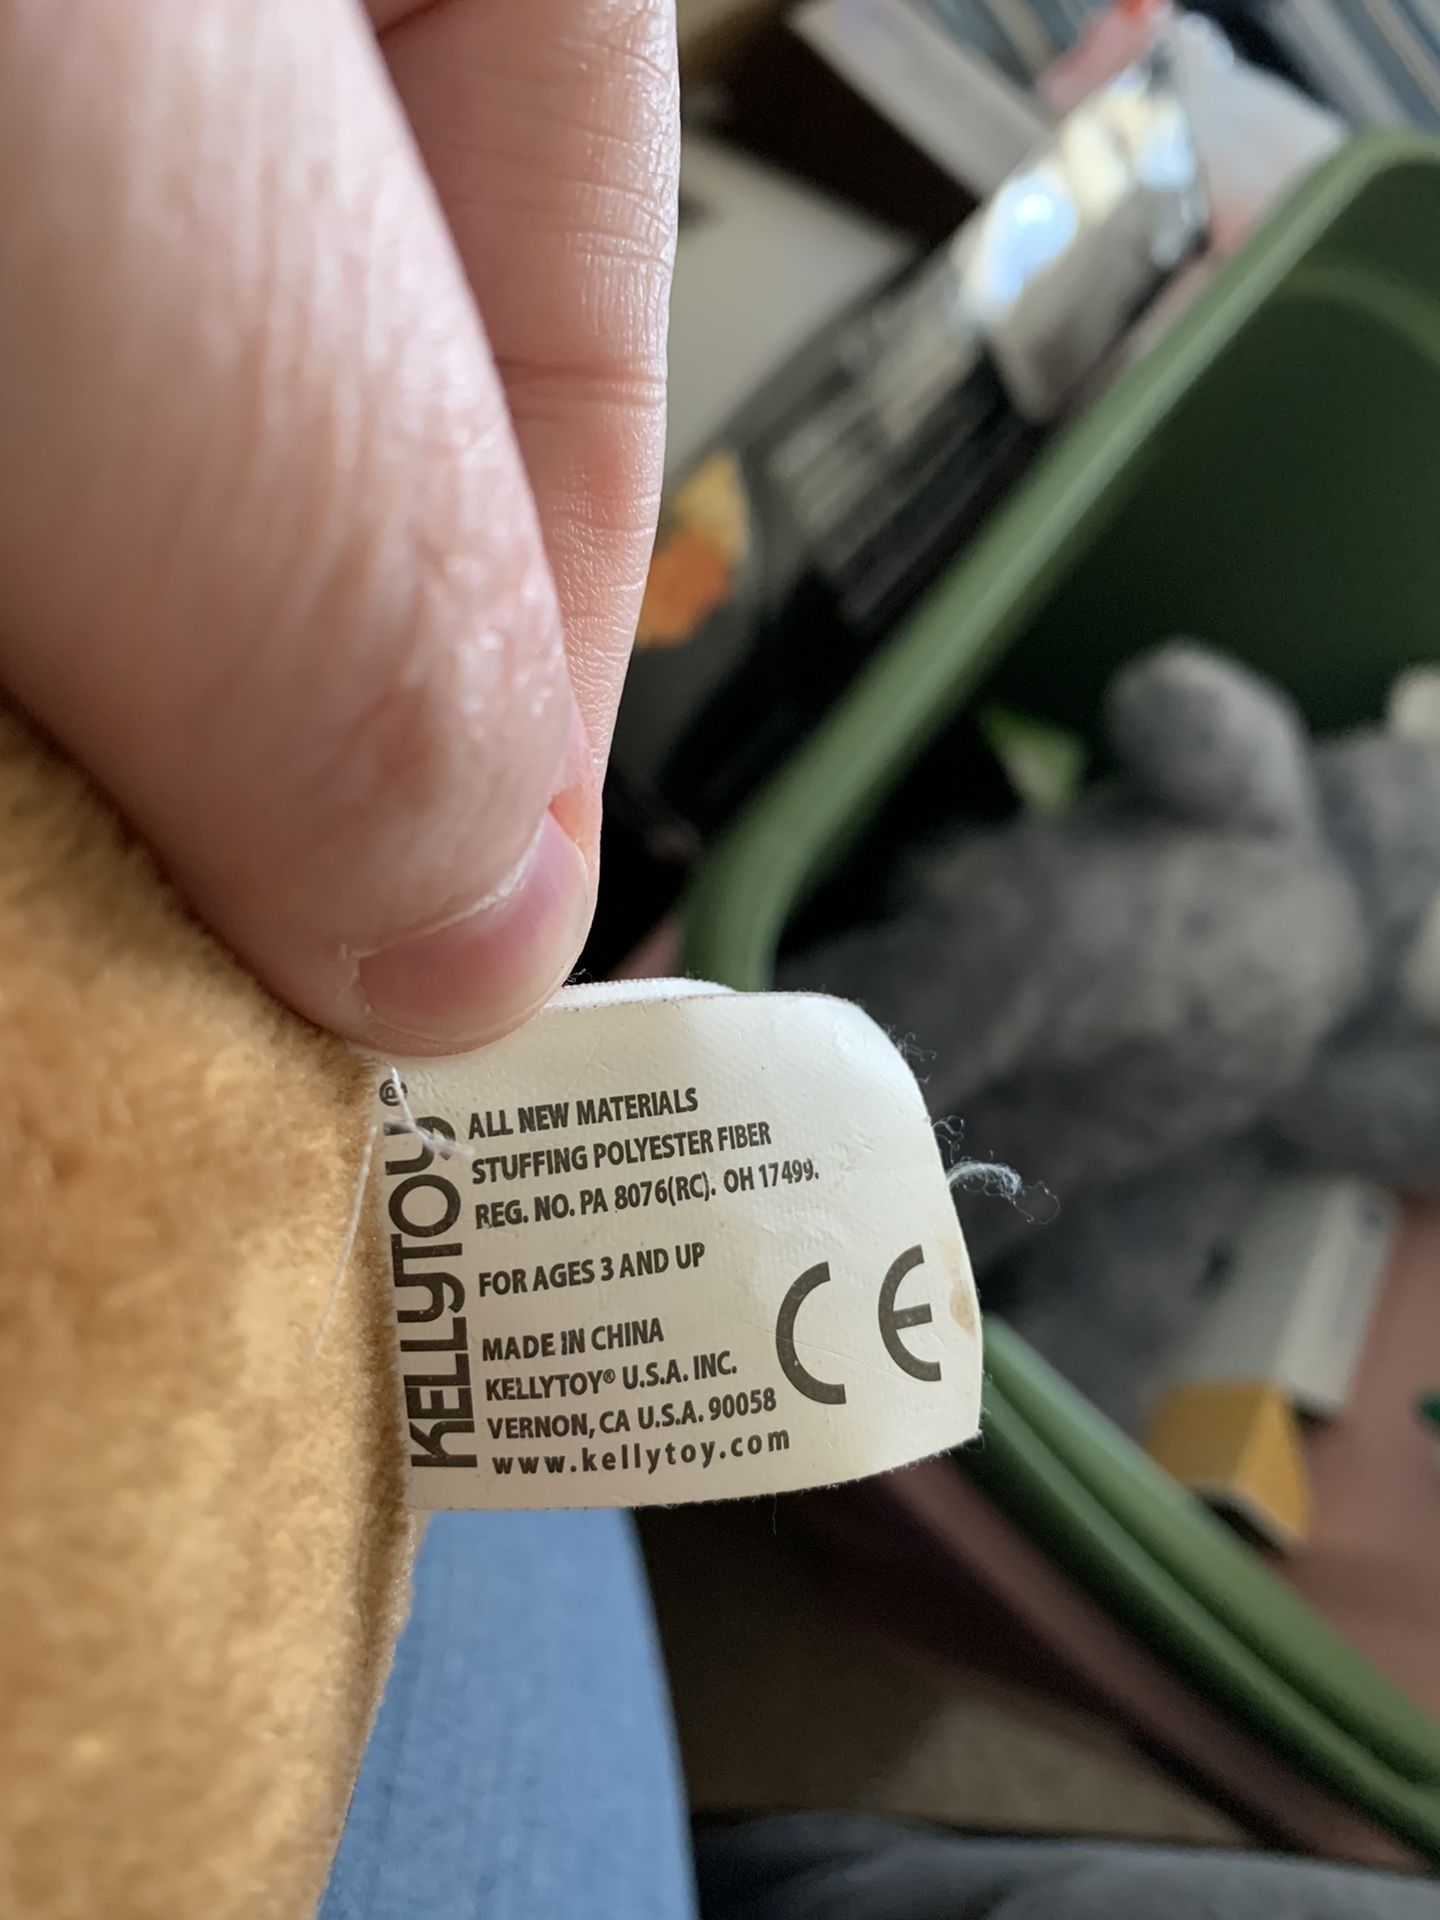 KELLYTOY®
ALL NEW MATERIALS
STUFFING POLYESTER FIBER
REG. NO. PA 8076(RC). OH 17499.
FOR AGES 3 AND UP
MADE IN CHINA
KELLYTOY® U.S.A. INC.
VERNON, CA U.S.A. 90058
www.kellytoy.com
CE